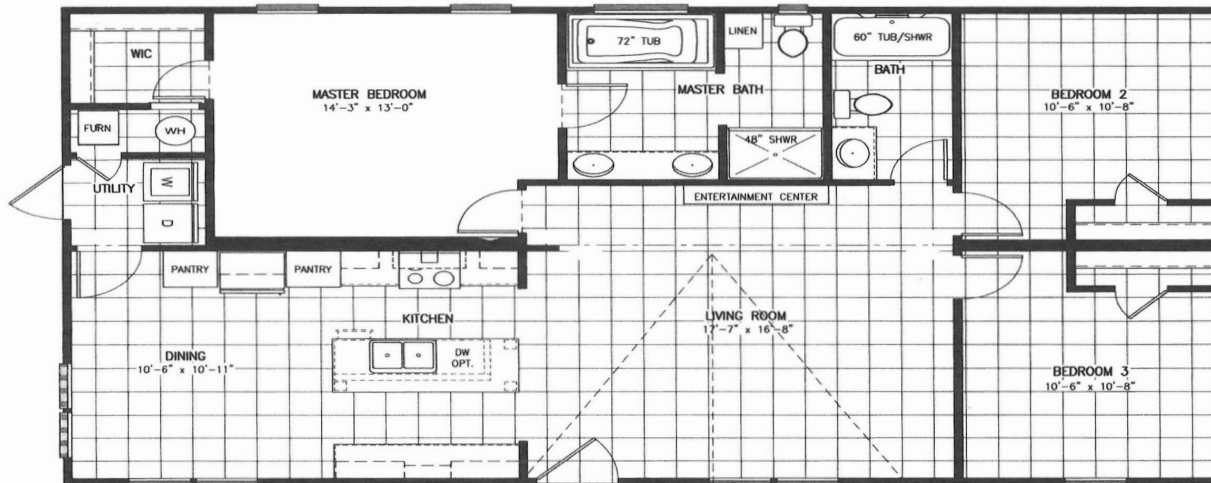 WIC
MASTER BEDROOM
14'-3" x 13'-0"
72" TUB
LINEN
60" TUB/SHWR
BATH
MASTER BATH
BEDROOM 2
10'-6" x 10'-8"
FURN
WH
48" SHWR
UTILITY
W
D
ENTERTAINMENT CENTER
PANTRY
PANTRY
KITCHEN
LIVING ROOM
17'-7" x 16'-8"
DINING
10'-6" x 10'-11"
DW
OPT.
BEDROOM 3
10'-6" x 10'-8"